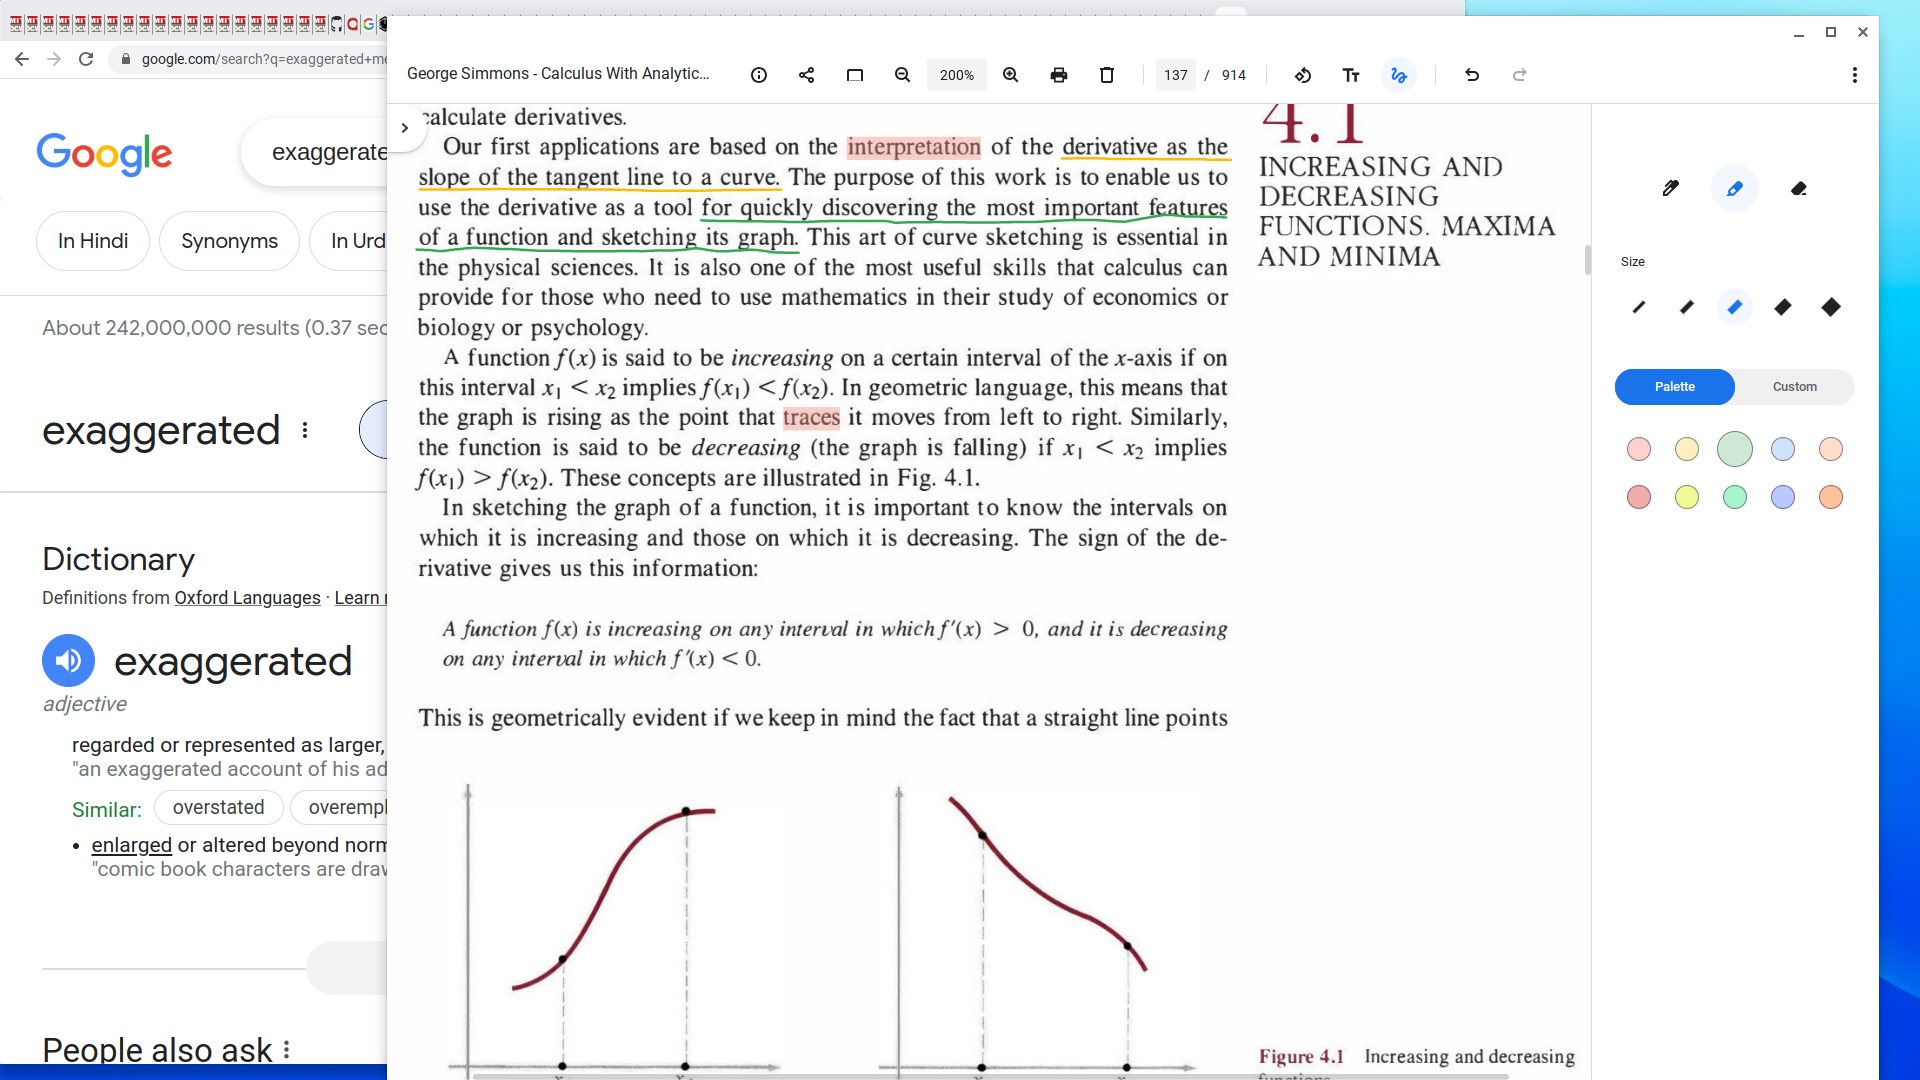 google.com/search?q=exaggerated+me
Google
exaggerate
In Hindi
Synonyms
In Urd
About 242,000,000 results (0.37 sec
exaggerated
Dictionary
Definitions from Oxford Languages · Learn
exaggerated
adjective
regarded or represented as larger,
"an exaggerated account of his ad
Similar:
overstated
overempl
• enlarged or altered beyond norm
"comic book characters are draw
People also ask
George Simmons - Calculus With Analytic...
200%
137 / 914
calculate derivatives.
Our first applications are based on the interpretation of the derivative as the
slope of the tangent line to a curve. The purpose of this work is to enable us to
use the derivative as a tool for quickly discovering the most important features
of a function and sketching its graph. This art of curve sketching is essential in
the physical sciences. It is also one of the most useful skills that calculus can
provide for those who need to use mathematics in their study of economics or
biology or psychology.
A function f(x) is said to be increasing on a certain interval of the x-axis if on
this interval x₁ < x₂ implies f(x₁) < f(x₂). In geometric language, this means that
the graph is rising as the point that traces it moves from left to right. Similarly,
the function is said to be decreasing (the graph is falling) if x₁ < x₂ implies
f(x₁) > f(x₂). These concepts are illustrated in Fig. 4.1.
In sketching the graph of a function, it is important to know the intervals on
which it is increasing and those on which it is decreasing. The sign of the de-
rivative gives us this information:
A function f(x) is increasing on any interval in which f′(x) > 0, and it is decreasing
on any interval in which f′(x) < 0.
This is geometrically evident if we keep in mind the fact that a straight line points
4.1
INCREASING AND
DECREASING
FUNCTIONS. MAXIMA
AND MINIMA
Figure 4.1 Increasing and decreasing
Size
Palette
Custom